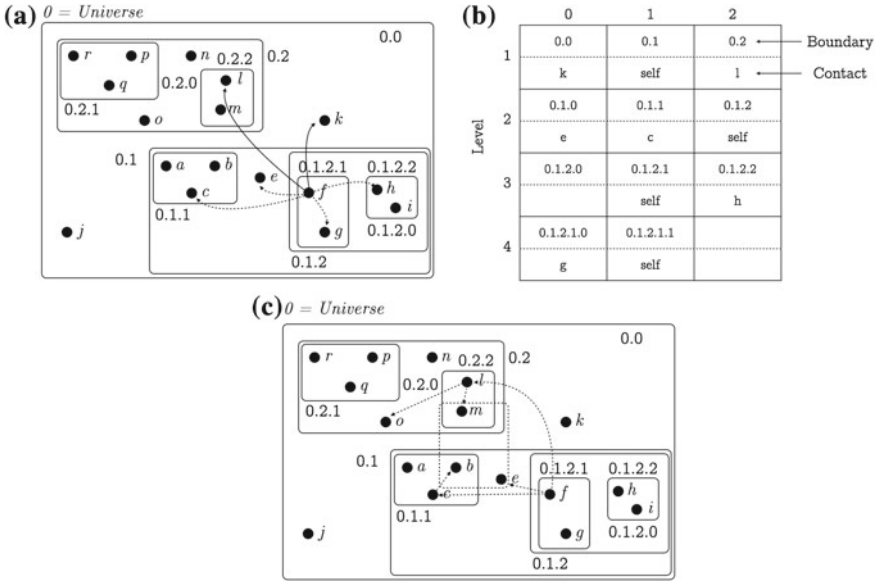 (a) 0 = Universe
0.0
r p n 0.2.2 0.2
l
q 0.2.0
m
0.2.1
o k
0.1 0.1.2.1 0.1.2.2
a b e
c f h
i
0.1.1
j g 0.1.2.0
0.1.2
(b) 0 1 2
Level
1 0.0 0.1 0.2 Boundary
k self l Contact
2 0.1.0 0.1.1 0.1.2
e c self
3 0.1.2.0 0.1.2.1 0.1.2.2
self h
4 0.1.2.1.0 0.1.2.1.1
g self
(c) 0 = Universe
0.0
r p n 0.2.2 0.2
l
q 0.2.0
m
0.2.1
o k
0.1 0.1.2.1 0.1.2.2
a b e
c f h
i
0.1.1
j g 0.1.2.0
0.1.2